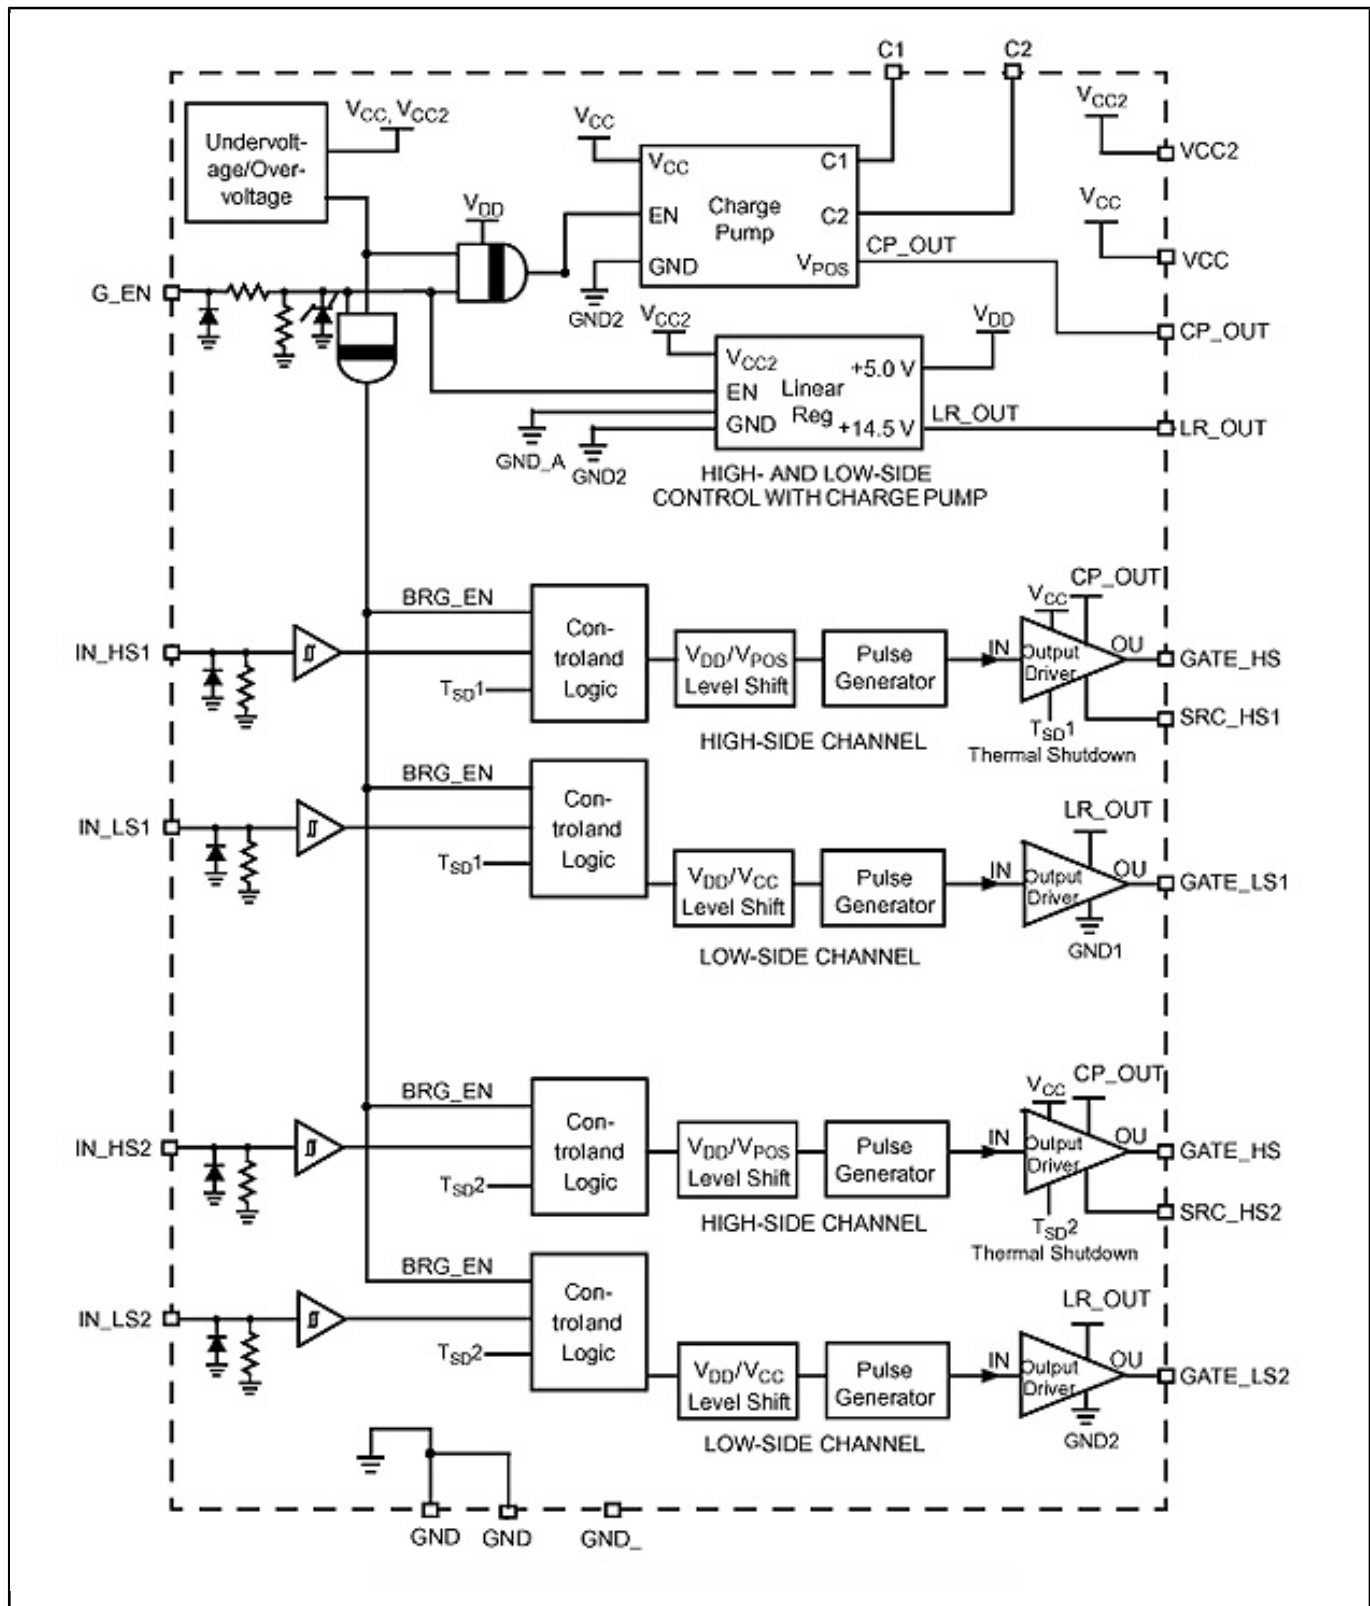 C1
C2
Undervolt-
age/Over-
voltage
VCC, VCC2
VCC
VCC
C1
EN
Charge
Pump
C2
GND
VPOS
CP_OUT
GND2
VDD
VCC2
VCC2
VCC
VCC
G_EN
CP_OUT
VCC2
VDD
VCC2
+5.0 V
EN
Linear
Reg
GND
+14.5 V
LR_OUT
LR_OUT
GND_A
GND2
HIGH- AND LOW-SIDE
CONTROL WITH CHARGE PUMP
IN_HS1
BRG_EN
TSD1
Con-
troland
Logic
VDD/VPOS
Level Shift
Pulse
Generator
IN
VCC
CP_OUT
Output
Driver
OU
GATE_HS
SRC_HS1
TSD1
Thermal Shutdown
HIGH-SIDE CHANNEL
IN_LS1
BRG_EN
TSD1
Con-
troland
Logic
VDD/VCC
Level Shift
Pulse
Generator
IN
LR_OUT
Output
Driver
OU
GATE_LS1
GND1
LOW-SIDE CHANNEL
IN_HS2
BRG_EN
TSD2
Con-
troland
Logic
VDD/VPOS
Level Shift
Pulse
Generator
IN
VCC
CP_OUT
Output
Driver
OU
GATE_HS
SRC_HS2
TSD2
Thermal Shutdown
HIGH-SIDE CHANNEL
IN_LS2
BRG_EN
TSD2
Con-
troland
Logic
VDD/VCC
Level Shift
Pulse
Generator
IN
LR_OUT
Output
Driver
OU
GATE_LS2
GND2
LOW-SIDE CHANNEL
GND
GND
GND_